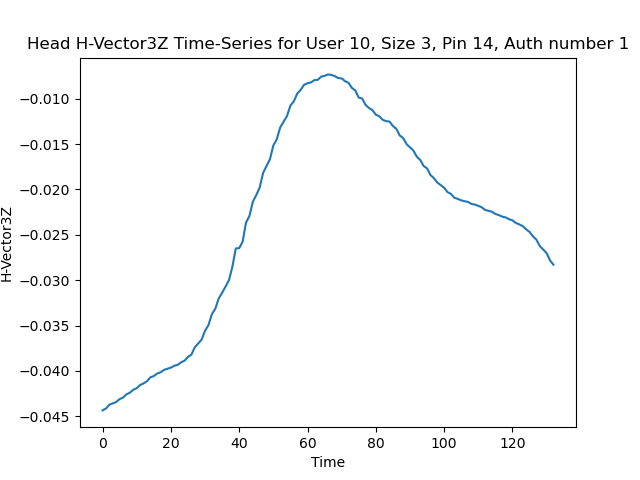 Head H-Vector3Z Time-Series for User 10, Size 3, Pin 14, Auth number 1
H-Vector3Z
−0.010
−0.015
−0.020
−0.025
−0.030
−0.035
−0.040
−0.045
0 20 40 60 80 100 120
Time